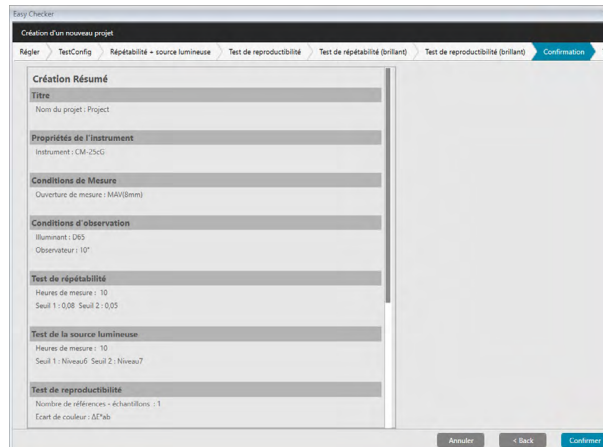 Easy Checker
Création d'un nouveau projet
Régler TestConfig Répétabilité + source lumineuse Test de reproductibilité Test de répétabilité (brillant) Test de reproductibilité (brillant) Confirmation
Création Résumé
Titre
Nom du projet : Project
Propriétés de l'instrument
Instrument : CM-25cG
Conditions de Mesure
Ouverture de mesure : MAV(8mm)
Conditions d'observation
Illuminant : D65
Observateur : 10°
Test de répétabilité
Heures de mesure : 10
Seuil 1 : 0,08 Seuil 2 : 0,05
Test de la source lumineuse
Heures de mesure : 10
Seuil 1 : Niveau6 Seuil 2 : Niveau7
Test de reproductibilité
Nombre de références - échantillons : 1
Ecart de couleur : ΔE*ab
Annuler < Back Confirmer